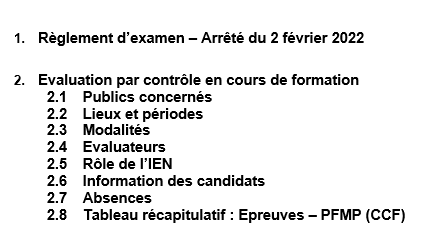 1. Règlement d’examen – Arrêté du 2 février 2022
2. Evaluation par contrôle en cours de formation
2.1 Publics concernés
2.2 Lieux et périodes
2.3 Modalités
2.4 Evaluateurs
2.5 Rôle de l’IEN
2.6 Information des candidats
2.7 Absences
2.8 Tableau récapitulatif : Epreuves – PFMP (CCF)